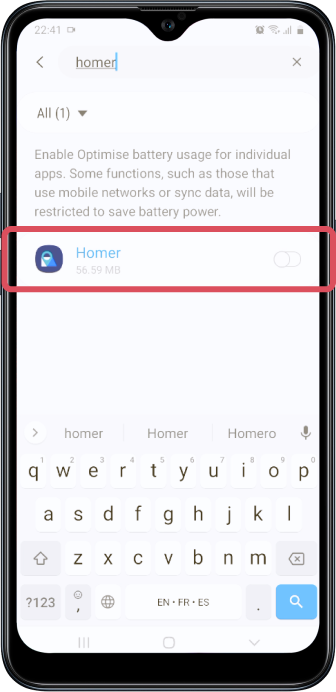 22:41
homer
All (1)
Enable Optimise battery usage for individual
apps. Some functions, such as those that
use mobile networks or sync data, will be
restricted to save battery power.
Homer
56.59 MB
homer Homer Homero
1 2 3 4 5 6 7 8 9 0
q w e r t y u i o p
a s d f g h j k l
z x c v b n m
?123 , EN • FR • ES .